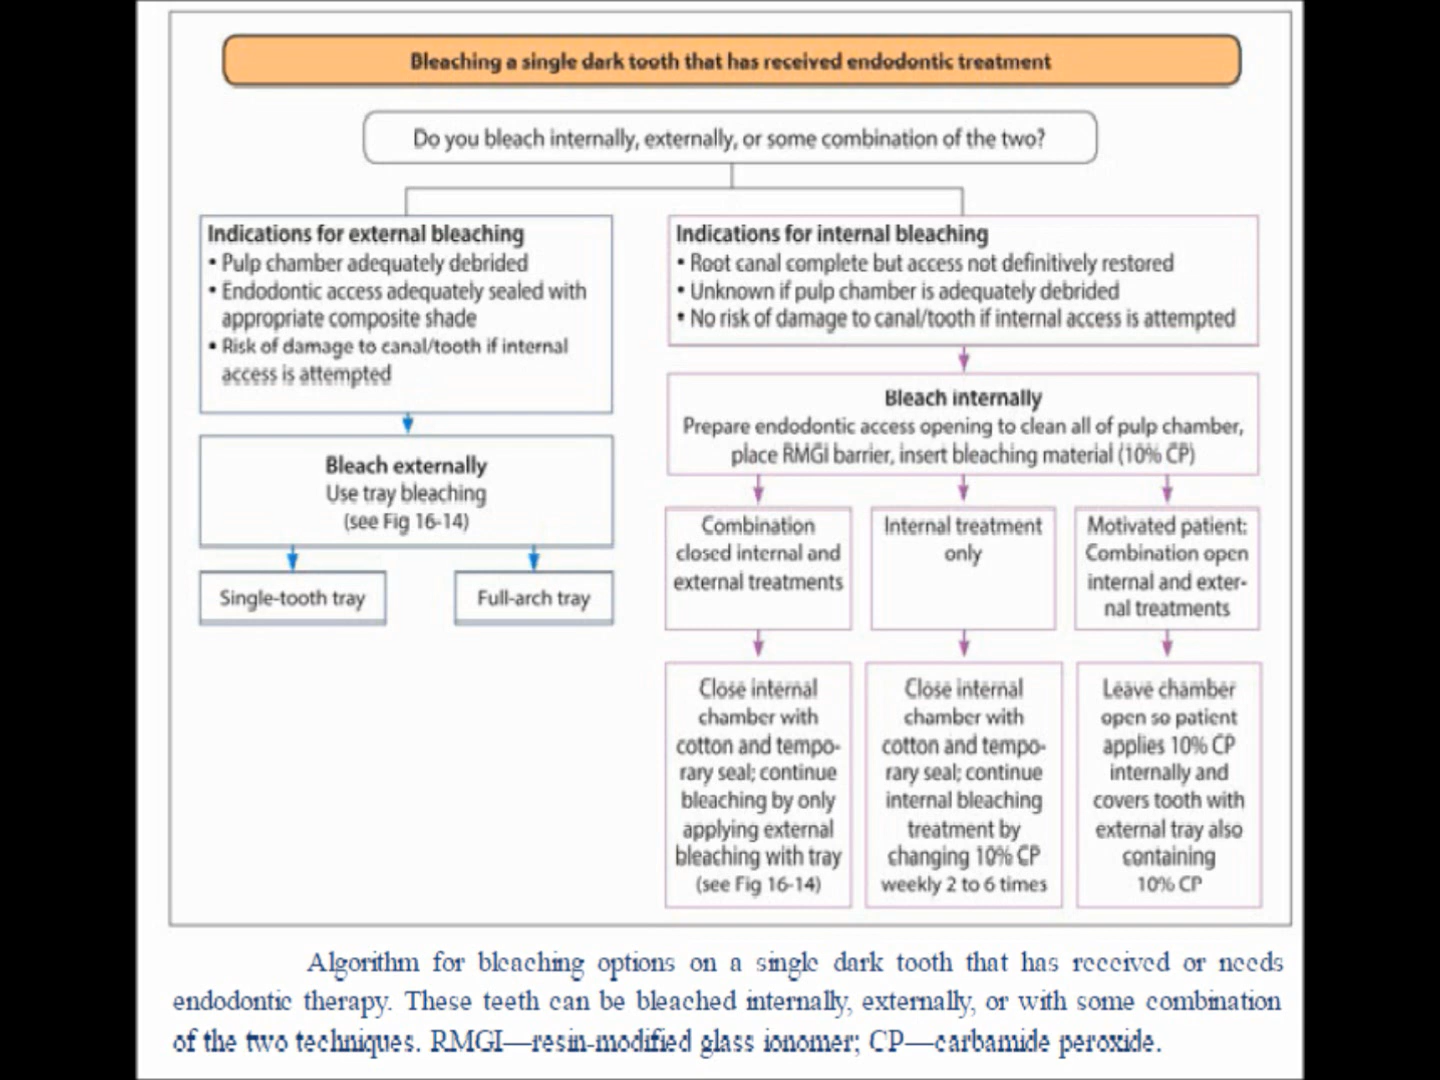 Bleaching a single dark tooth that has received endodontic treatment
Do you bleach internally, externally, or some combination of the two?
Indications for external bleaching
• Pulp chamber adequately debrided
• Endodontic access adequately sealed with
appropriate composite shade
• Risk of damage to canal/tooth if internal
access is attempted
Bleach externally
Use tray bleaching
(see Fig 16-14)
Single-tooth tray
Full-arch tray
Indications for internal bleaching
• Root canal complete but access not definitively restored
• Unknown if pulp chamber is adequately debrided
• No risk of damage to canal/tooth if internal access is attempted
Bleach internally
Prepare endodontic access opening to clean all of pulp chamber,
place RMGI barrier, insert bleaching material (10% CP)
Combination
closed internal and
external treatments
Close internal
chamber with
cotton and tempo-
rary seal; continue
bleaching by only
applying external
bleaching with tray
(see Fig 16-14)
Internal treatment
only
Close internal
chamber with
cotton and tempo-
rary seal; continue
internal bleaching
treatment by
changing 10% CP
weekly 2 to 6 times
Motivated patient:
Combination open
internal and exter-
nal treatments
Leave chamber
open so patient
applies 10% CP
internally and
covers tooth with
external tray also
containing
10% CP
Algorithm for bleaching options on a single dark tooth that has received or needs
endodontic therapy. These teeth can be bleached internally, externally, or with some combination
of the two techniques. RMGI—resin-modified glass ionomer; CP—carbamide peroxide.